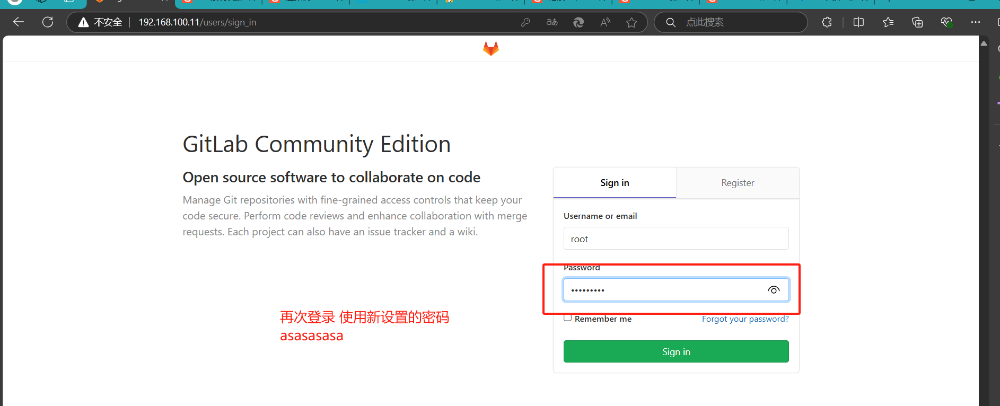 不安全
192.168.100.11/users/sign_in
点此搜索
GitLab Community Edition
Open source software to collaborate on code
Manage Git repositories with fine-grained access controls that keep your
code secure. Perform code reviews and enhance collaboration with merge
requests. Each project can also have an issue tracker and a wiki.
Sign in
Register
Username or email
root
Password
再次登录 使用新设置的密码
asasasasa
Remember me
Forgot your password?
Sign in